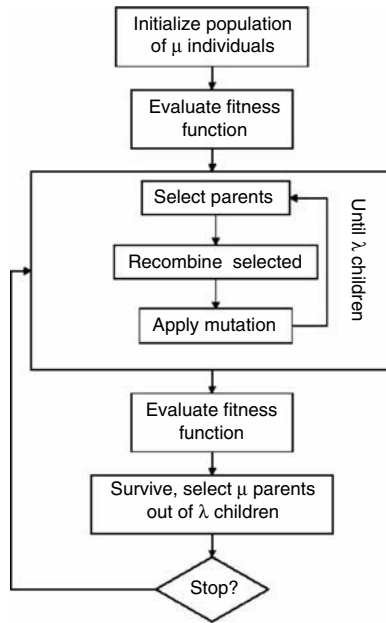 Initialize population
of μ individuals
Evaluate fitness
function
Select parents
Recombine selected
Apply mutation
Until λ children
Evaluate fitness
function
Survive, select μ parents
out of λ children
Stop?